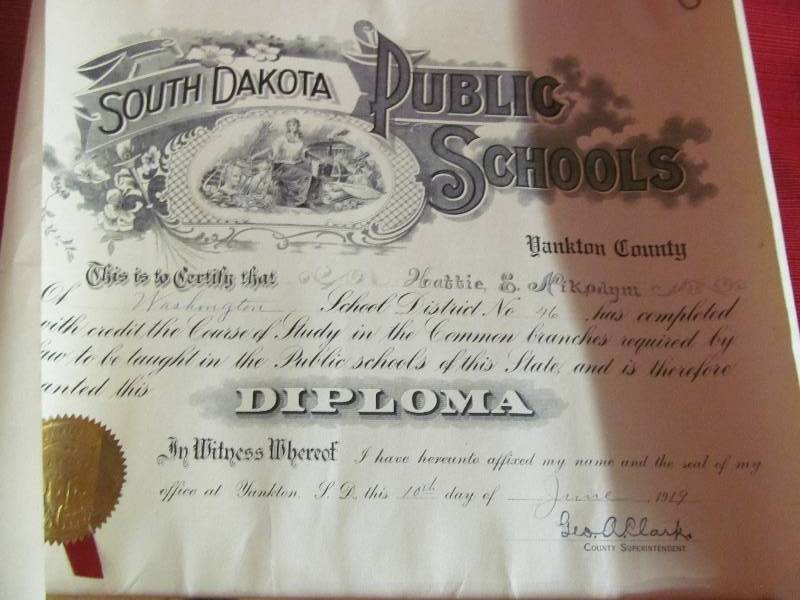 SOUTH DAKOTA PUBLIC
SCHOOLS
Yankton County
This is to Certify that Hattie S. Nikodym
Of Washington School District No 46 has completed
with credit the Course of Study in the Common branches required by
law to be taught in the Public schools of this State, and is therefore
anted this
DIPLOMA
In Witness Whereof I have hereunto affixed my name and the seal of my
office at Yankton, S. D. this 10th day of June 1919
Geo. A. Clark.
COUNTY SUPERINTENDENT